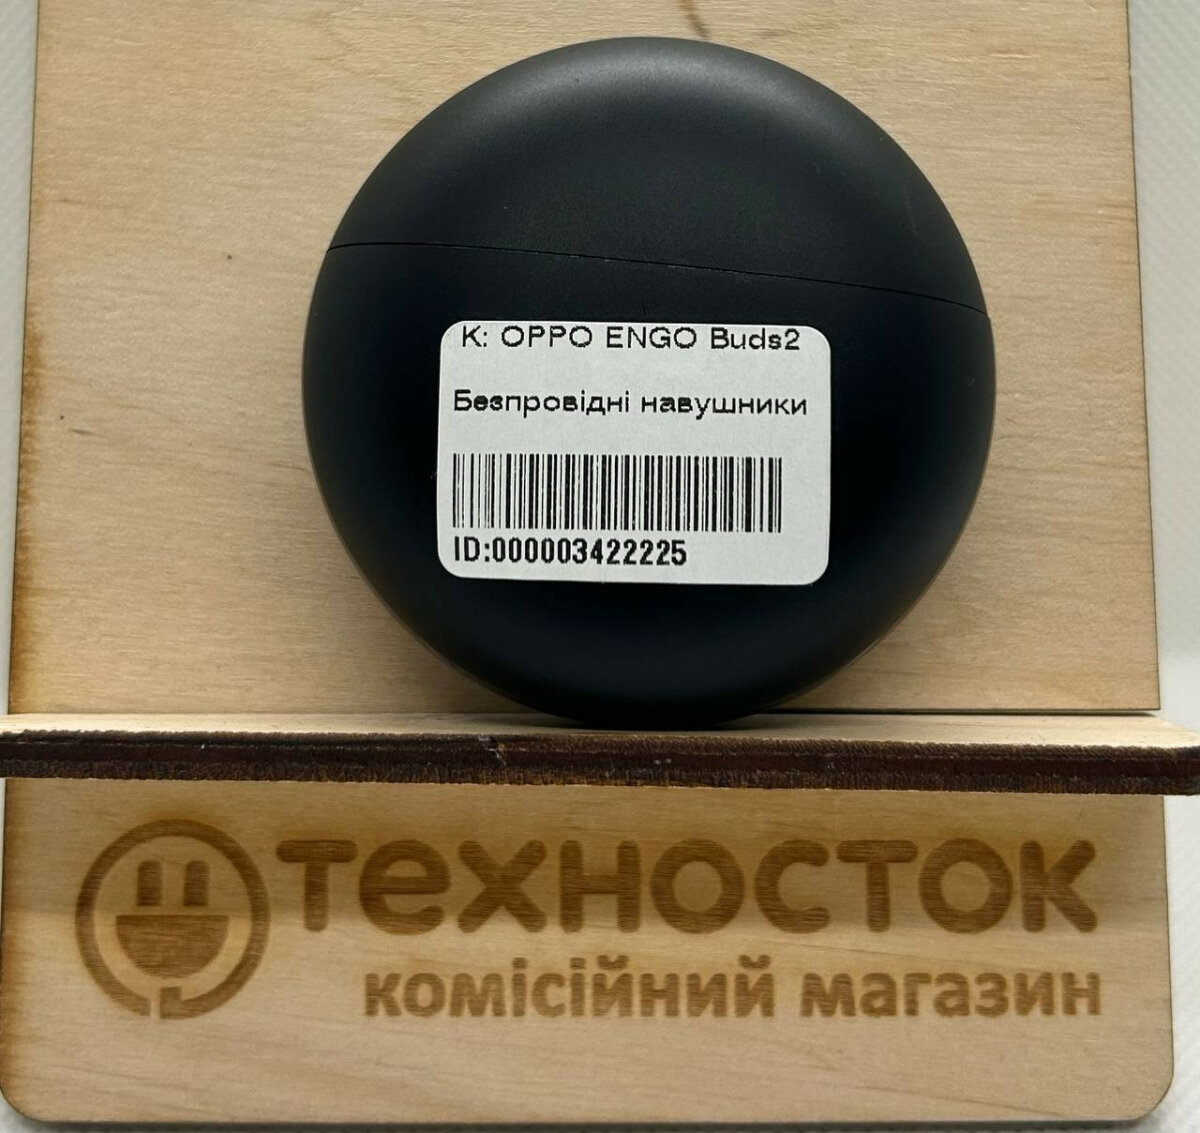 K: OPPO ENGO Buds2
Безпровідні навушники
ID:000003422225
техносток
комісійний магазин